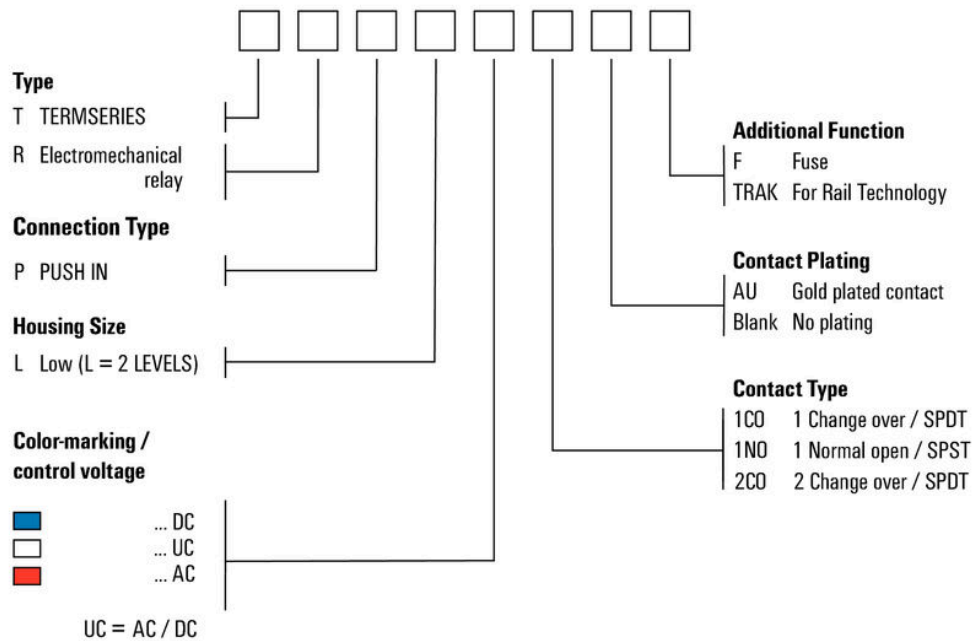 Type
T TERMSERIES
R Electromechanical
relay
Connection Type
P PUSH IN
Housing Size
L Low (L = 2 LEVELS)
Color-marking /
control voltage
... DC
... UC
... AC
UC = AC / DC
Additional Function
F Fuse
TRAK For Rail Technology
Contact Plating
AU Gold plated contact
Blank No plating
Contact Type
1CO 1 Change over / SPDT
1NO 1 Normal open / SPST
2CO 2 Change over / SPDT